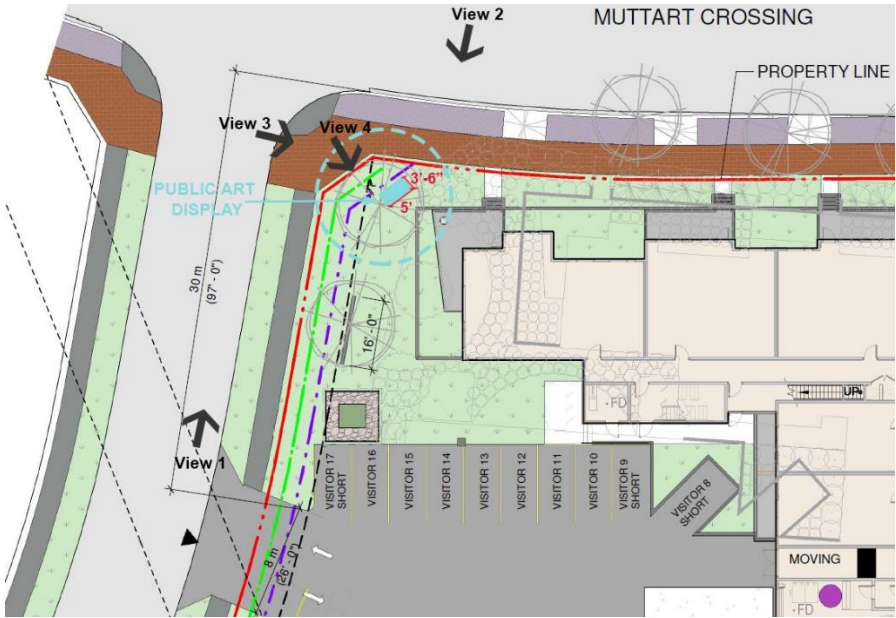 View 2
MUTTART CROSSING
PROPERTY LINE
View 3
View 4
PUBLIC ART
DISPLAY
3'-6"
5'
30 m
(97' - 0")
16' - 0"
FD
UP
View 1
VISITOR 17
SHORT
VISITOR 16
VISITOR 15
VISITOR 14
VISITOR 13
VISITOR 12
VISITOR 11
VISITOR 10
VISITOR 9
SHORT
VISITOR 8
SHORT
8 m
(26' - 0")
MOVING
FD